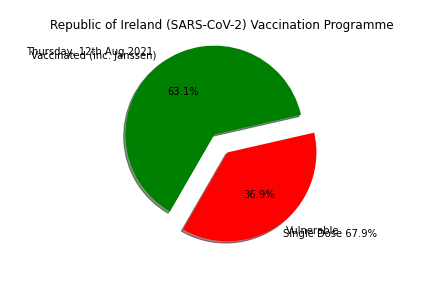 Republic of Ireland (SARS-CoV-2) Vaccination Programme
Thursday, 12th Aug 2021
Vaccinated (inc. Janssen)
63.1%
36.9%
Vulnerable
Single Dose 67.9%